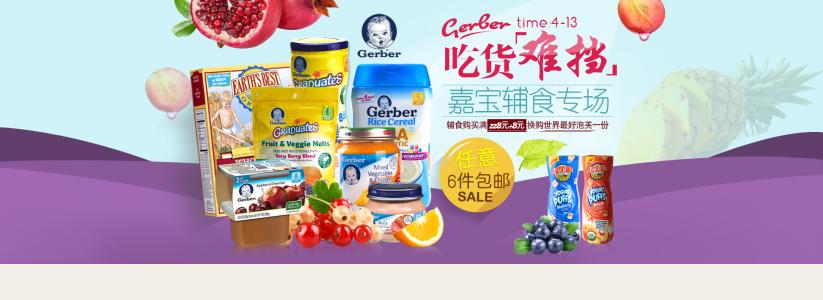 Gerber time.4-13
吃货「难挡」
嘉宝辅食专场
辅食购买满228元+8元换购世界最好泡芙一份
任意
6件包邮
SALE
Gerber
EARTH'S BEST
Gerber
Graduates
Gerber
Graduates
Fruit & Veggie Melts
Very Berry Blend
Gerber
Rice Cereal
Gerber
Mixed
Vegetables
& Chicken
Gerber
Apples & Cherries
Gerber
YOGURT
PUFFS
YOGURT
PUFFS